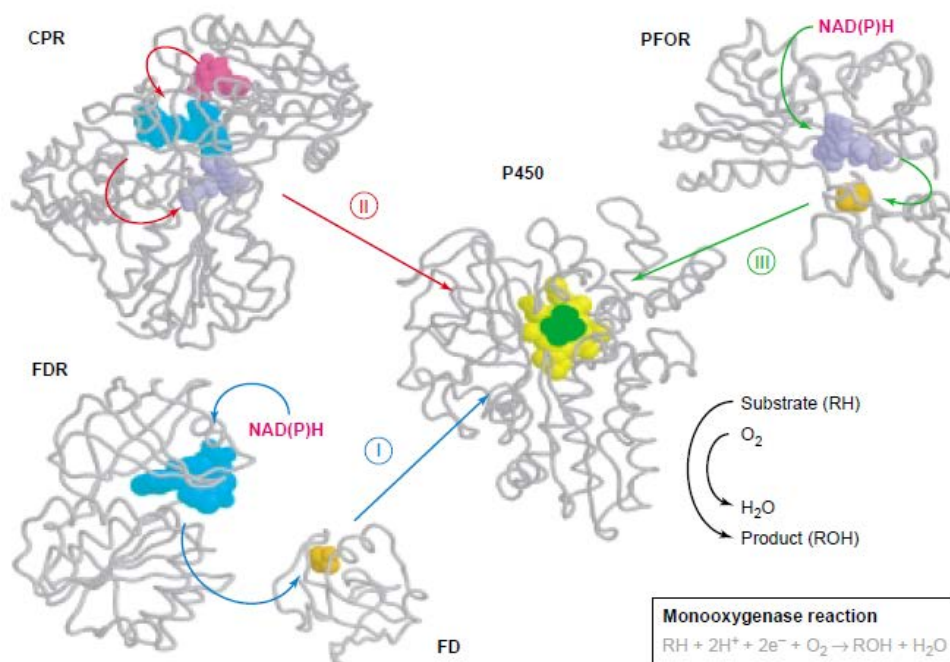 CPR
PFOR
NAD(P)H
P450
II
III
FDR
NAD(P)H
I
FD
Substrate (RH)
O₂
H₂O
Product (ROH)
Monooxygenase reaction
RH + 2H⁺ + 2e⁻ + O₂ → ROH + H₂O